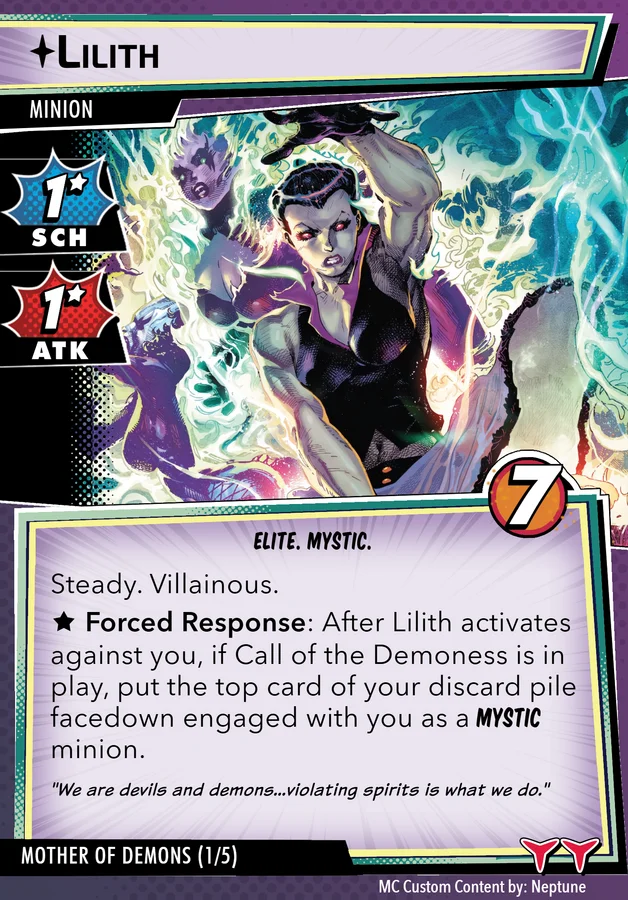 LILITH
MINION
1★
SCH
1★
ATK
7
ELITE. MYSTIC.
Steady. Villainous.
★ Forced Response: After Lilith activates
against you, if Call of the Demoness is in
play, put the top card of your discard pile
facedown engaged with you as a MYSTIC
minion.
"We are devils and demons...violating spirits is what we do."
MOTHER OF DEMONS (1/5)
MC Custom Content by: Neptune